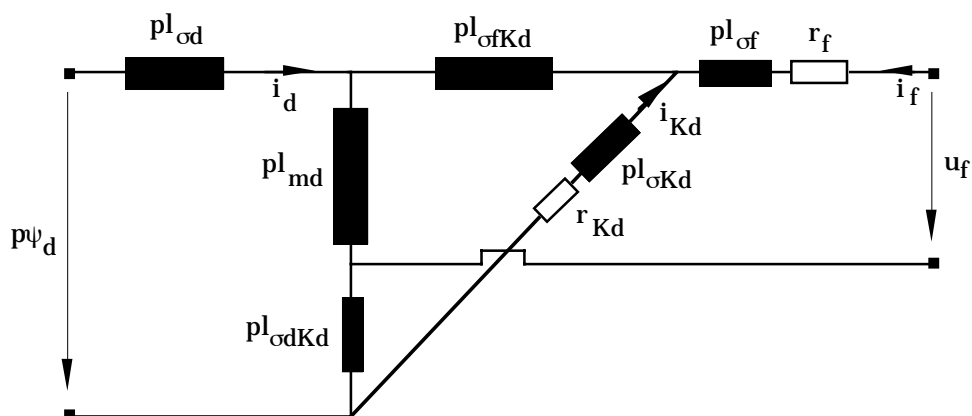 pl_σd
pl_σfKd
pl_σf
r_f
i_d
i_f
i_Kd
pl_md
pl_σKd
u_f
r_Kd
pψ_d
pl_σdKd